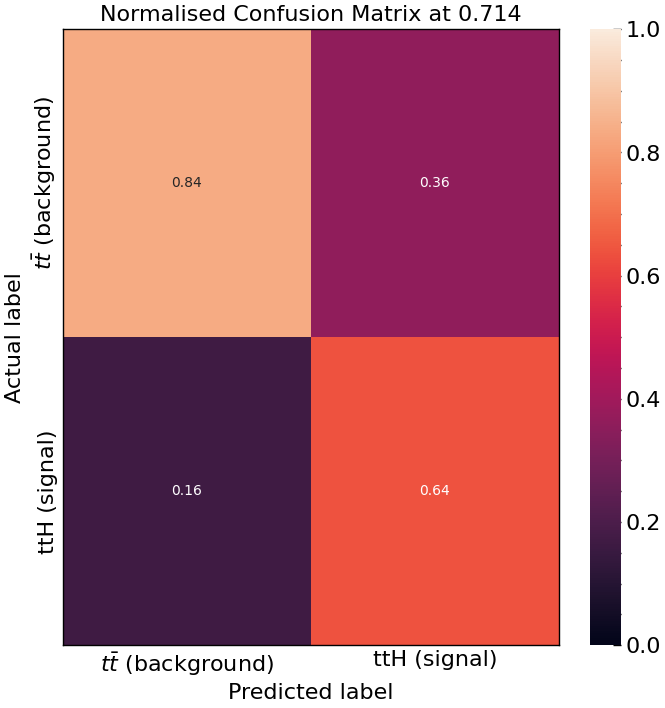 Normalised Confusion Matrix at 0.714
Actual label
tt̄ (background)
ttH (signal)
0.84
0.36
0.16
0.64
tt̄ (background)
ttH (signal)
Predicted label
1.0
0.8
0.6
0.4
0.2
0.0